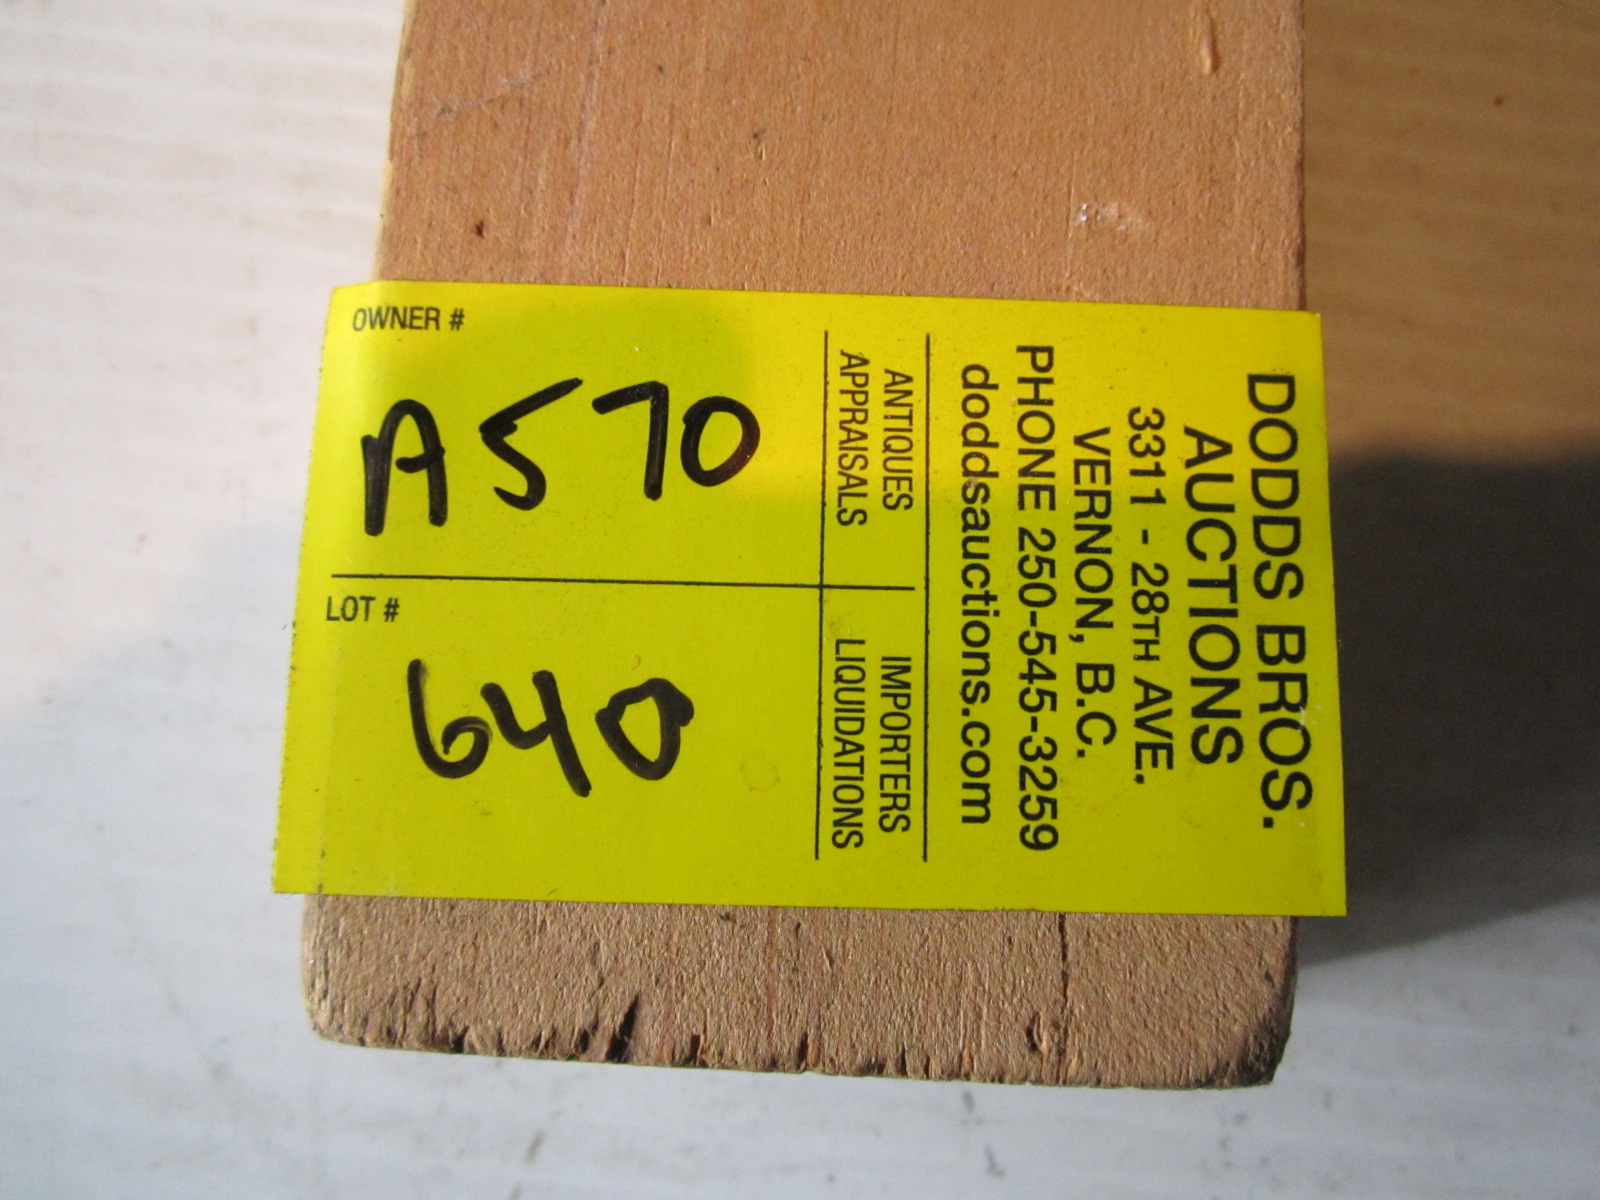 DODDS BROS.
AUCTIONS
3311 - 28TH AVE.
VERNON, B.C.
PHONE 250-545-3259
doddsauctions.com
ANTIQUES
APPRAISALS
IMPORTERS
LIQUIDATIONS
OWNER #
A570
LOT #
640